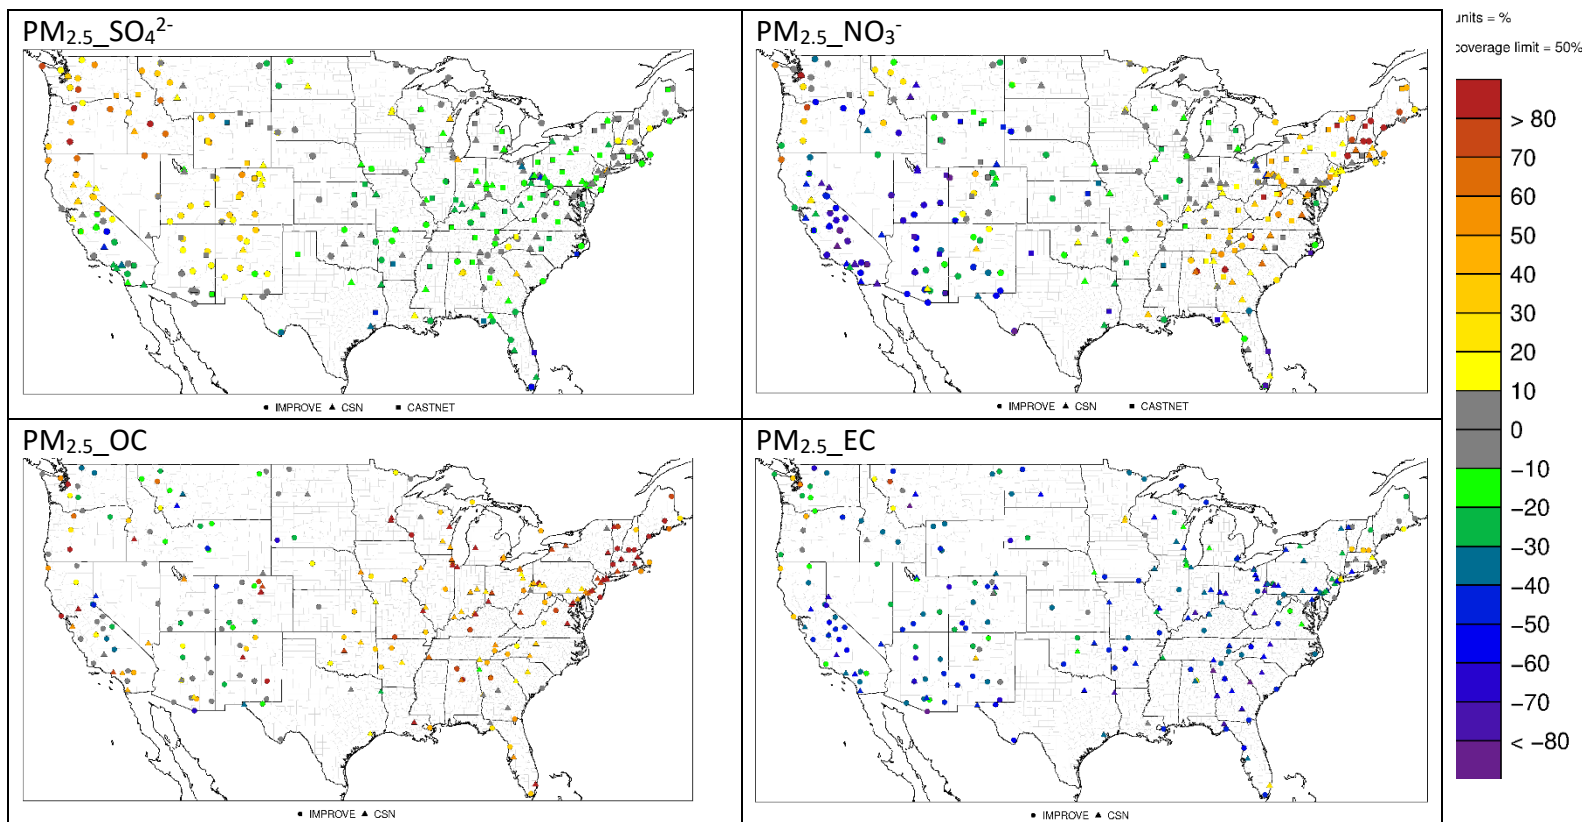 PM2.5_SO4²⁻
● IMPROVE ▲ CSN ■ CASTNET
PM2.5_NO3⁻
● IMPROVE ▲ CSN ■ CASTNET
PM2.5_OC
● IMPROVE ▲ CSN
PM2.5_EC
● IMPROVE ▲ CSN
units = %
coverage limit = 50%
> 80
70
60
50
40
30
20
10
0
−10
−20
−30
−40
−50
−60
−70
< −80